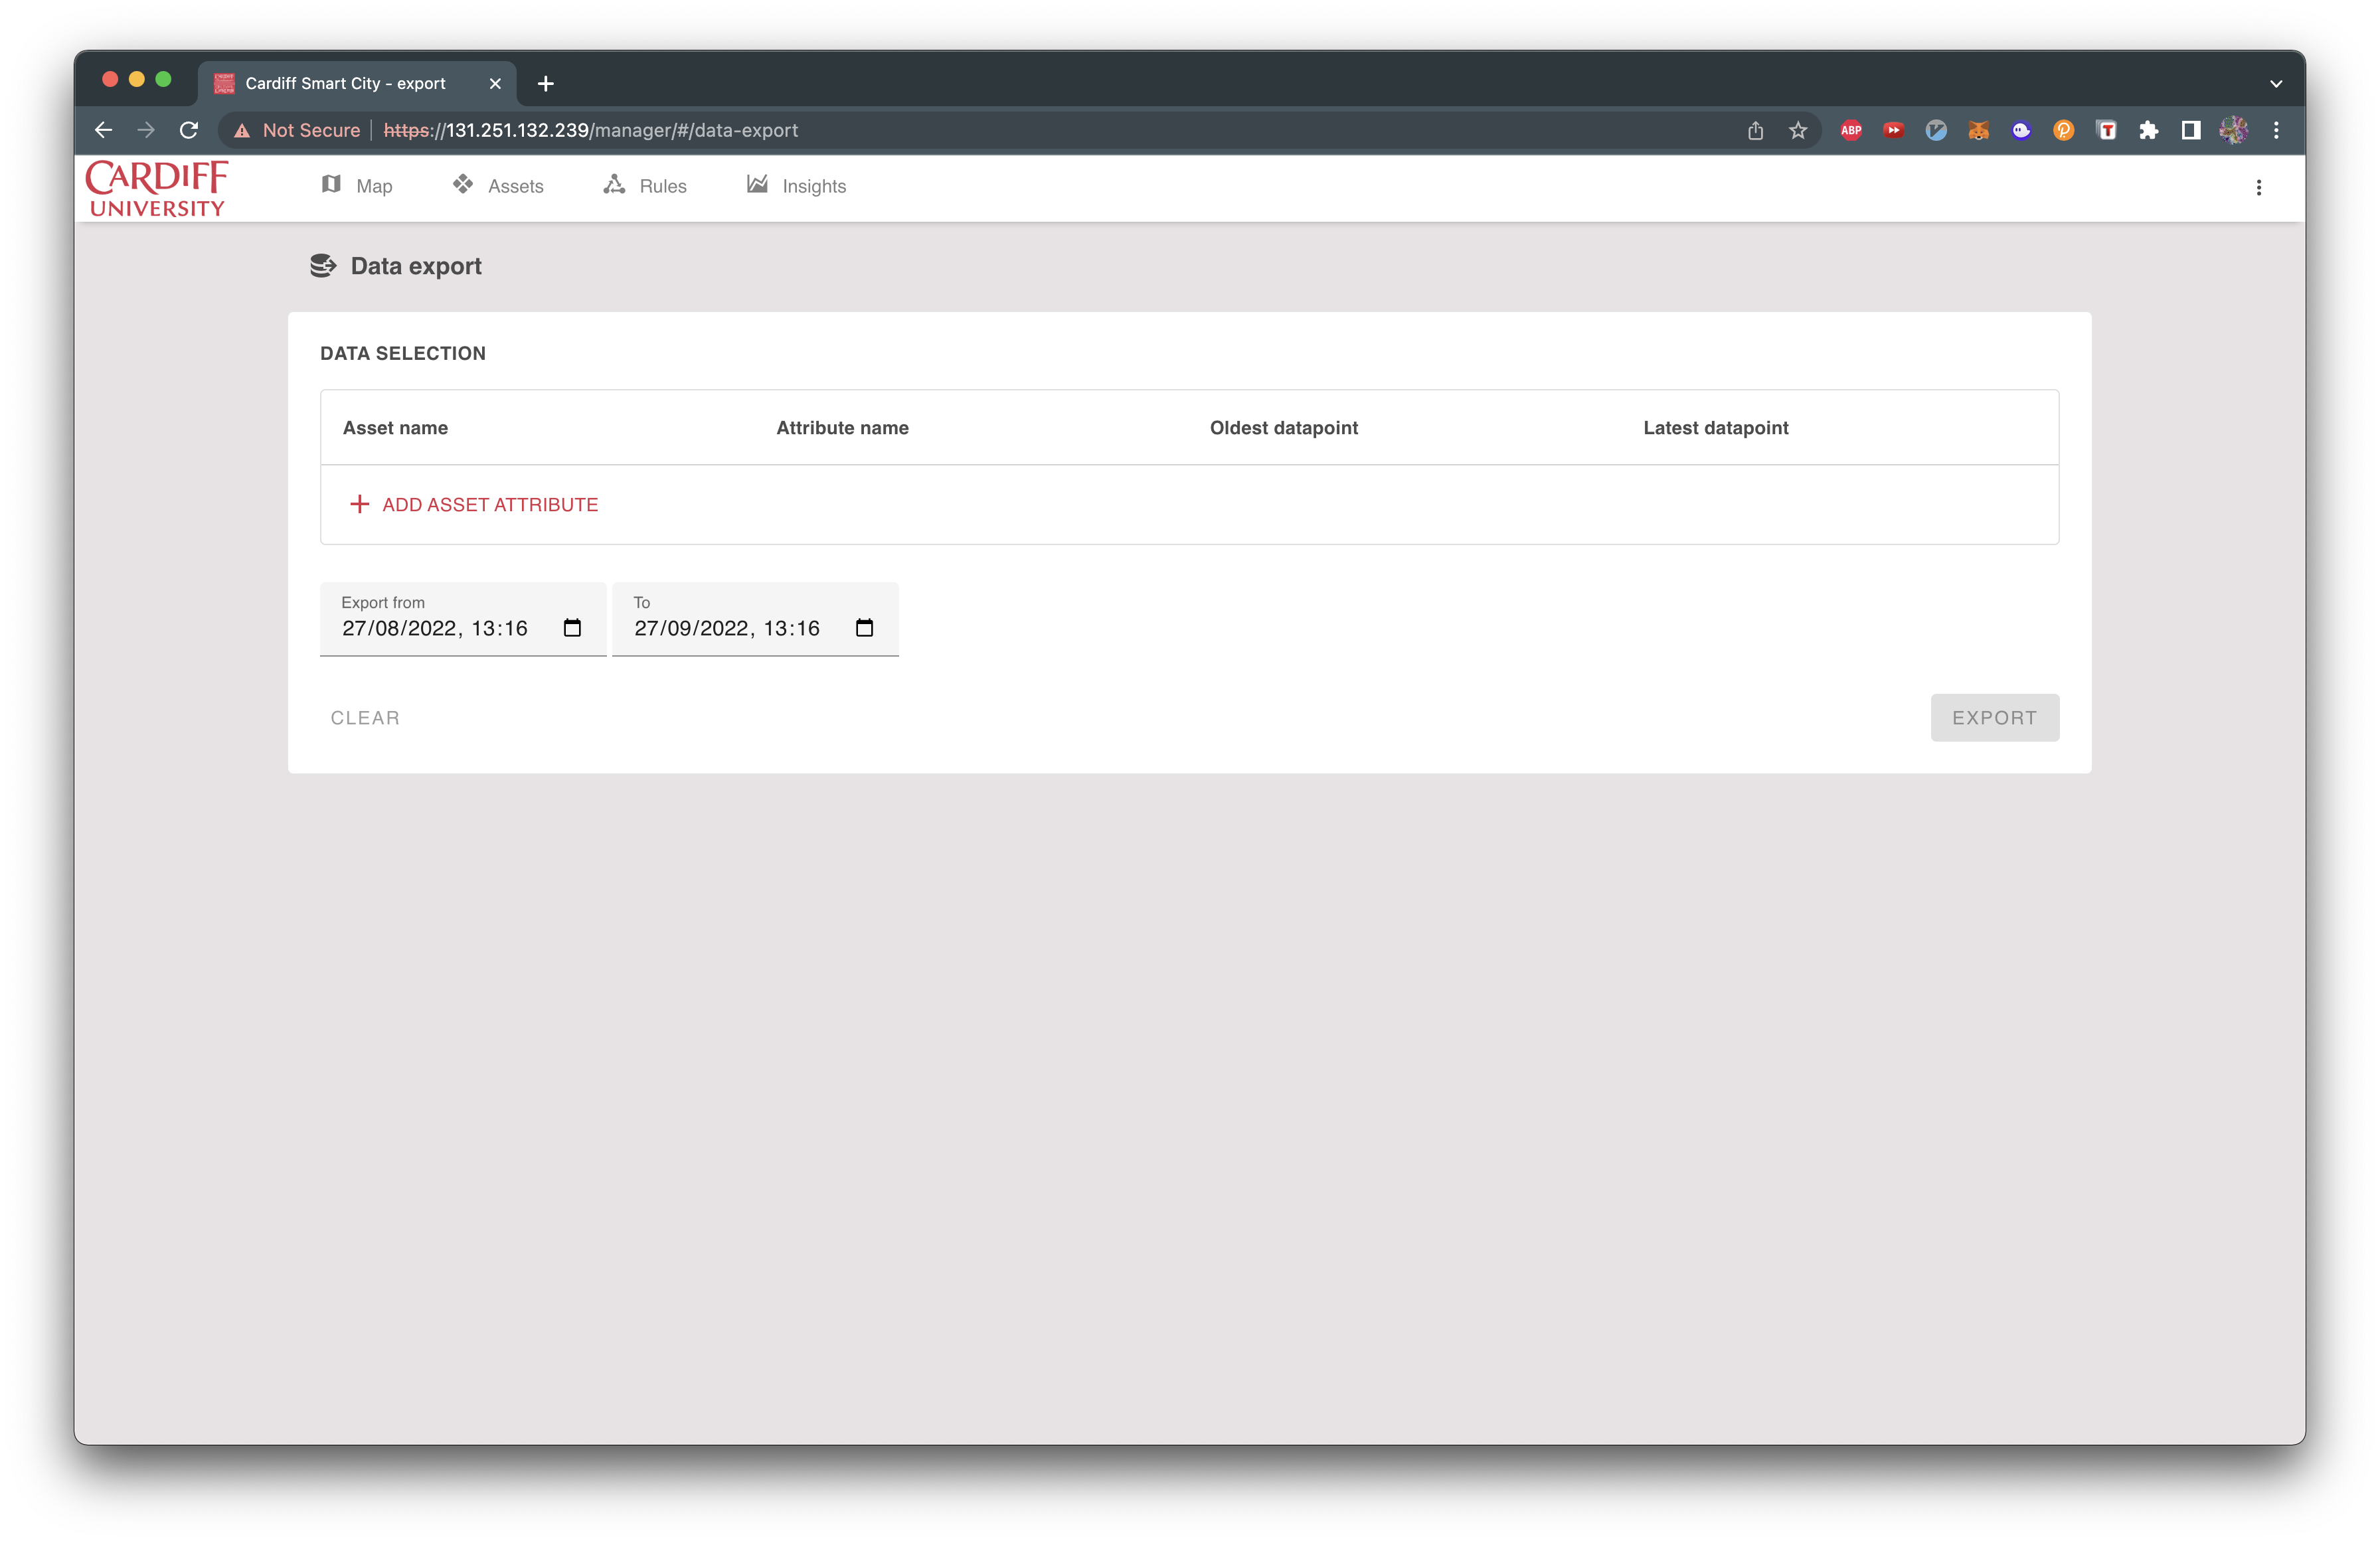 Cardiff Smart City - export
Not Secure
https://131.251.132.239/manager/#/data-export
ABP
CARDIFF
UNIVERSITY
Map
Assets
Rules
Insights
Data export
DATA SELECTION
Asset name
Attribute name
Oldest datapoint
Latest datapoint
ADD ASSET ATTRIBUTE
Export from
27/08/2022, 13:16
To
27/09/2022, 13:16
CLEAR
EXPORT